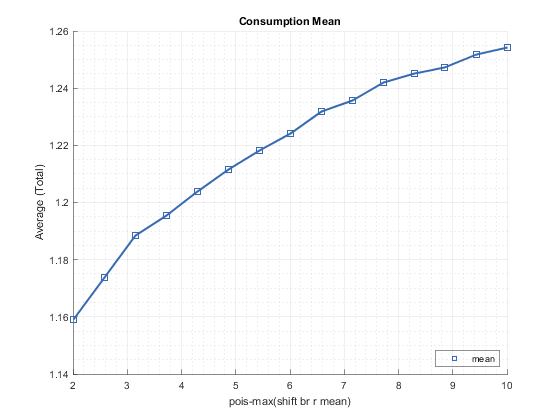 Consumption Mean
1.26
1.24
1.22
1.2
1.18
1.16
1.14
Average (Total)
2 3 4 5 6 7 8 9 10
pois-max(shift br r mean)
mean